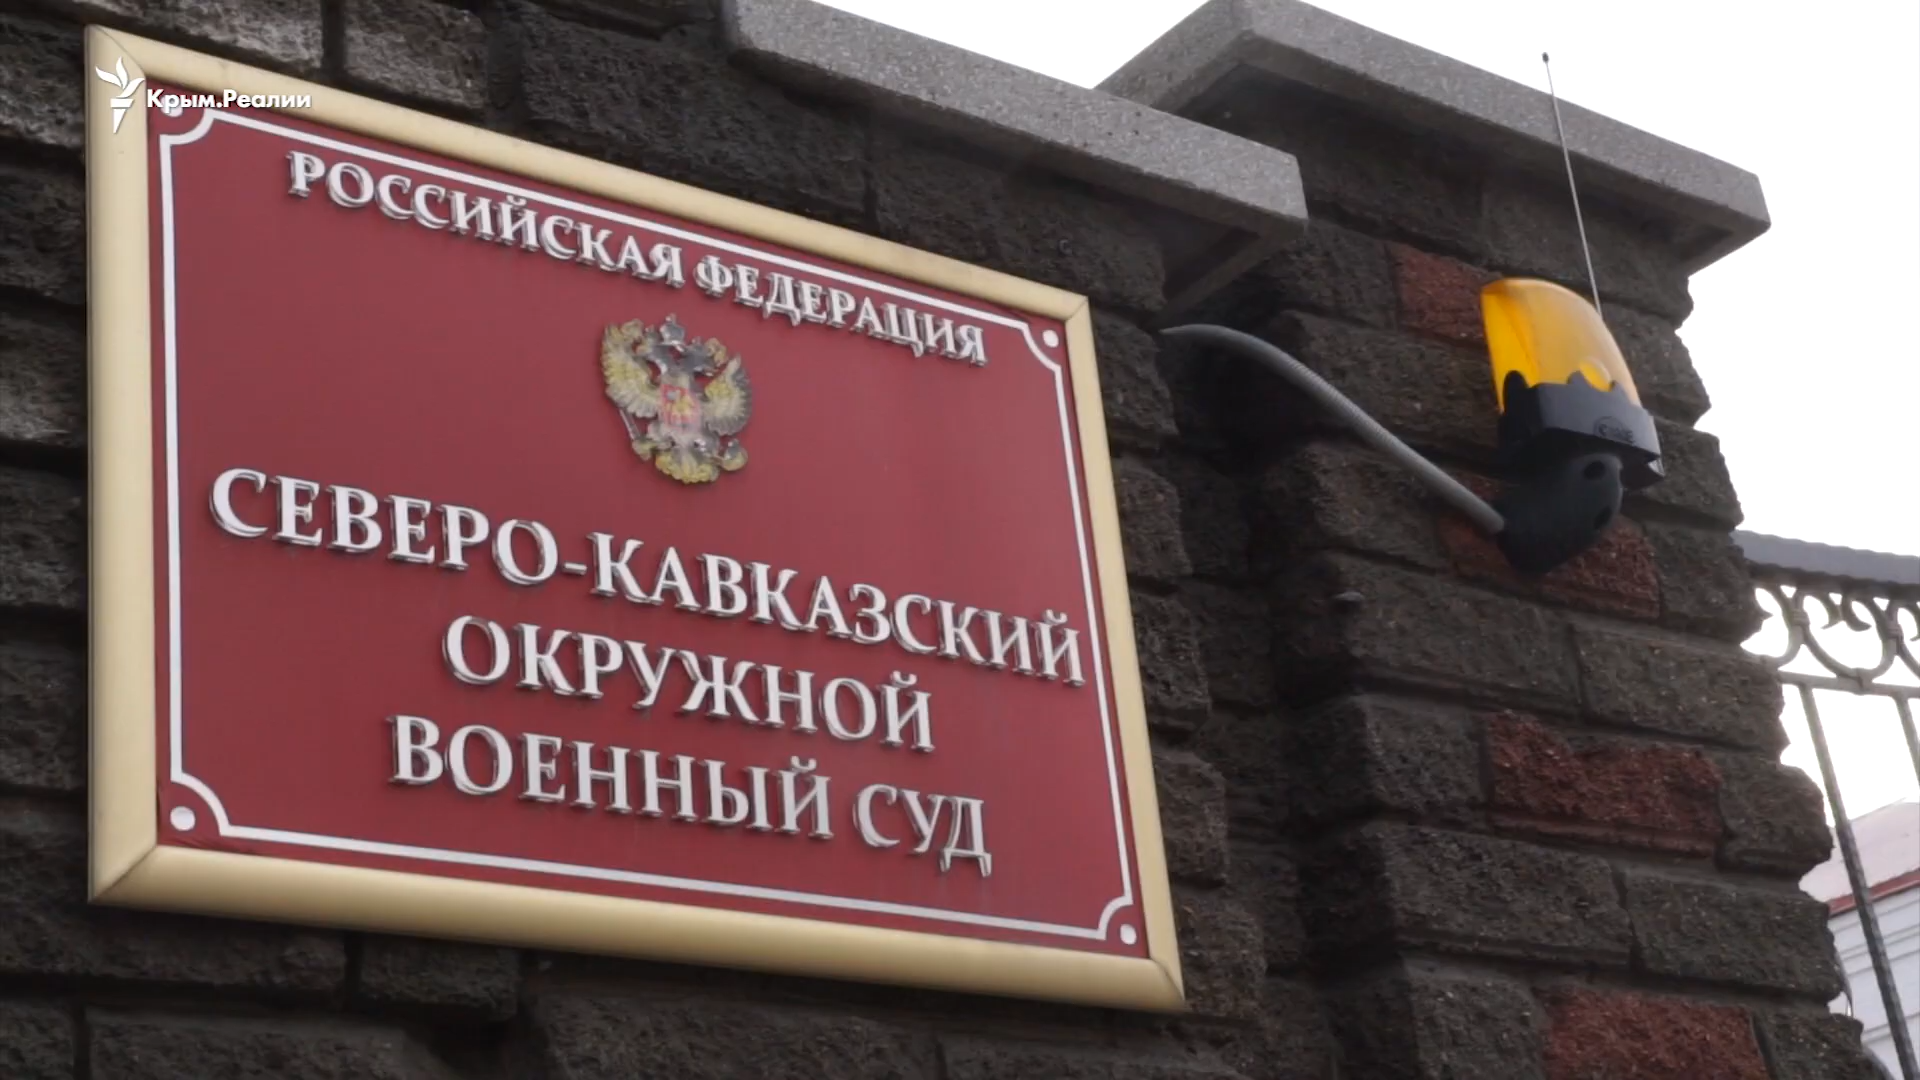 Крым.Реалии
РОССИЙСКАЯ ФЕДЕРАЦИЯ
СЕВЕРО-КАВКАЗСКИЙ
ОКРУЖНОЙ
ВОЕННЫЙ СУД